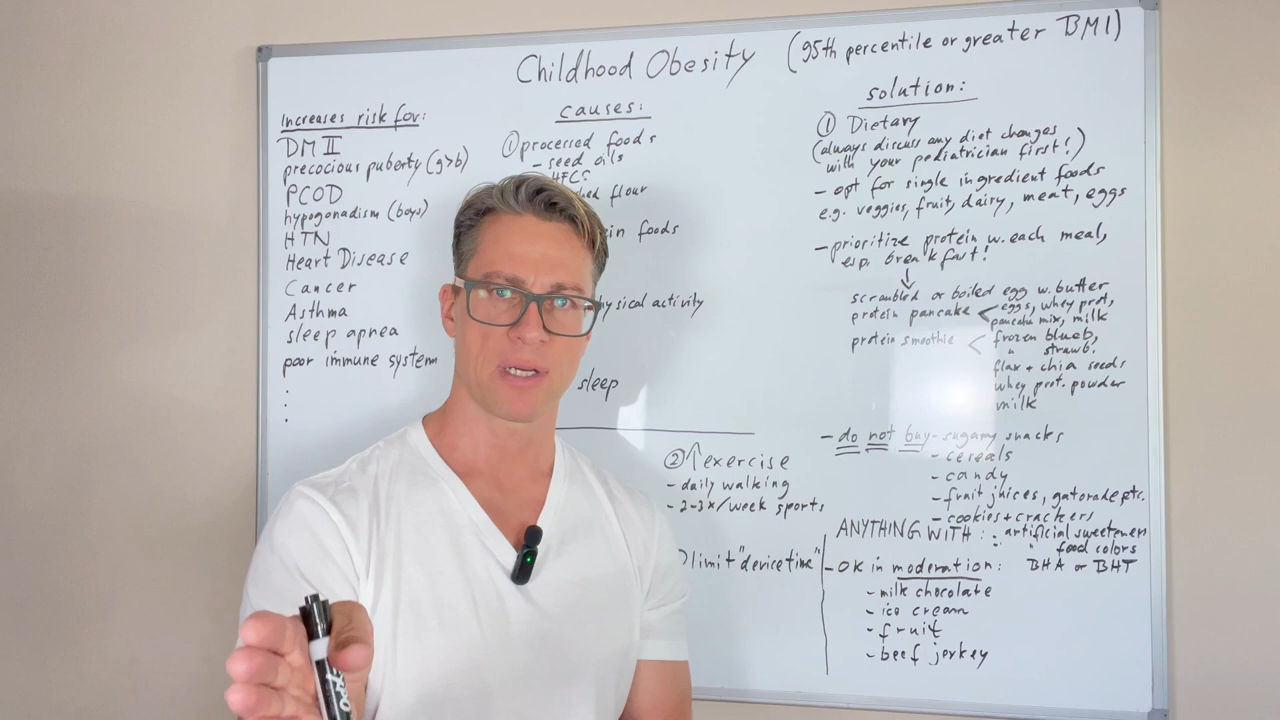 Childhood Obesity (95th percentile or greater BMI)
increases risk for:
DM II
precocious puberty (g>b)
PCOD
hypogonadism (boys)
HTN
Heart Disease
Cancer
Asthma
sleep apnea
poor immune system
causes:
① processed foods
- seed oils
HFCS
flour
foods
physical activity
sleep
solution:
① Dietary
(always discuss any diet changes
with your pediatrician first!)
- opt for single ingredient foods
e.g. veggies, fruit, dairy, meat, eggs
- prioritize protein w. each meal,
esp. breakfast!
↓
scrambled or boiled egg w. butter
protein pancake < eggs, whey prot,
pancake mix, milk
protein smoothie < frozen blueb,
" strawb,
flax + chia seeds
whey prot. powder
milk
- do not buy - sugary snacks
- cereals
- candy
- fruit juices, gatorade etc.
- cookies + crackers
ANYTHING WITH: - artificial sweeteners
" food colors
BHA or BHT
- OK in moderation:
- milk chocolate
- ice cream
- fruit
- beef jerky
② ↑ exercise
- daily walking
- 2-3x/week sports
limit "device time"
EXPO